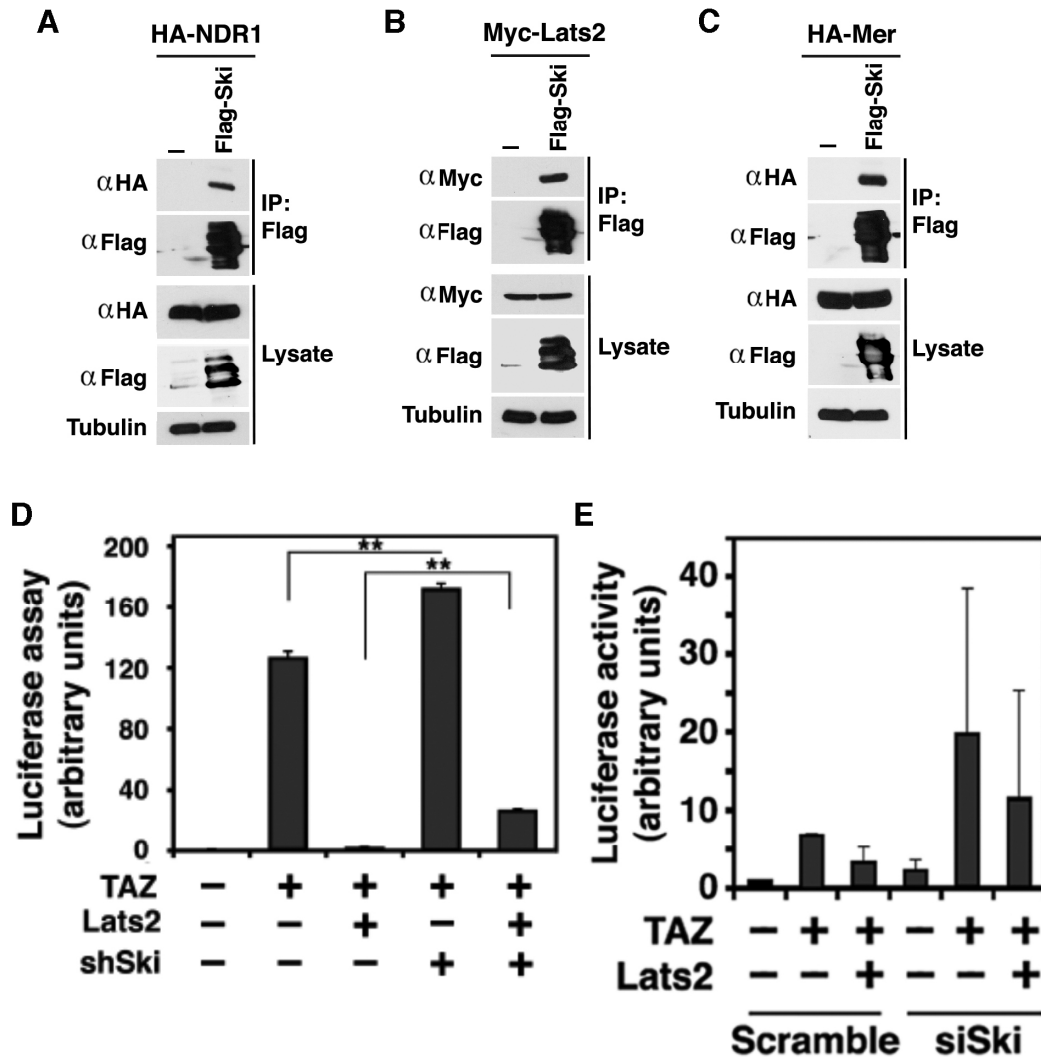 A
HA-NDR1
–
Flag-Ski
αHA
αFlag
IP:
Flag
αHA
αFlag
Lysate
Tubulin
B
Myc-Lats2
–
Flag-Ski
αMyc
αFlag
IP:
Flag
αMyc
αFlag
Lysate
Tubulin
C
HA-Mer
–
Flag-Ski
αHA
αFlag
IP:
Flag
αHA
αFlag
Lysate
Tubulin
D
Luciferase assay
(arbitrary units)
200
160
120
80
40
0
**
**
TAZ – + + + +
Lats2 – – + – +
shSki – – – + +
E
Luciferase activity
(arbitrary units)
40
30
20
10
0
TAZ – + + – + +
Lats2 – – + – – +
Scramble siSki